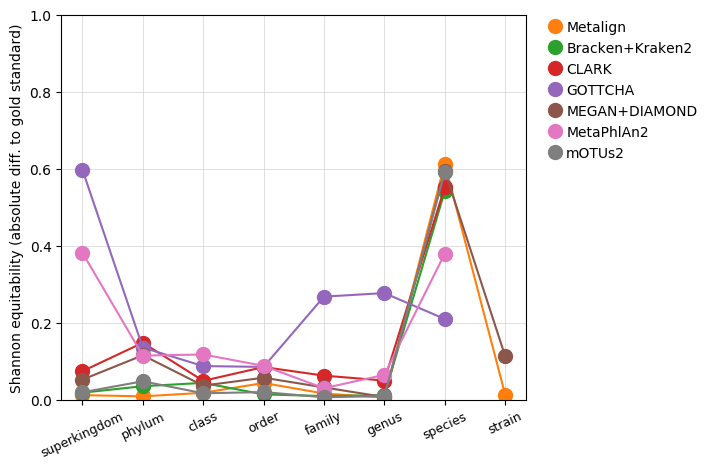 Shannon equitability (absolute diff. to gold standard)
1.0
0.8
0.6
0.4
0.2
0.0
superkingdom
phylum
class
order
family
genus
species
strain
Metalign
Bracken+Kraken2
CLARK
GOTTCHA
MEGAN+DIAMOND
MetaPhlAn2
mOTUs2